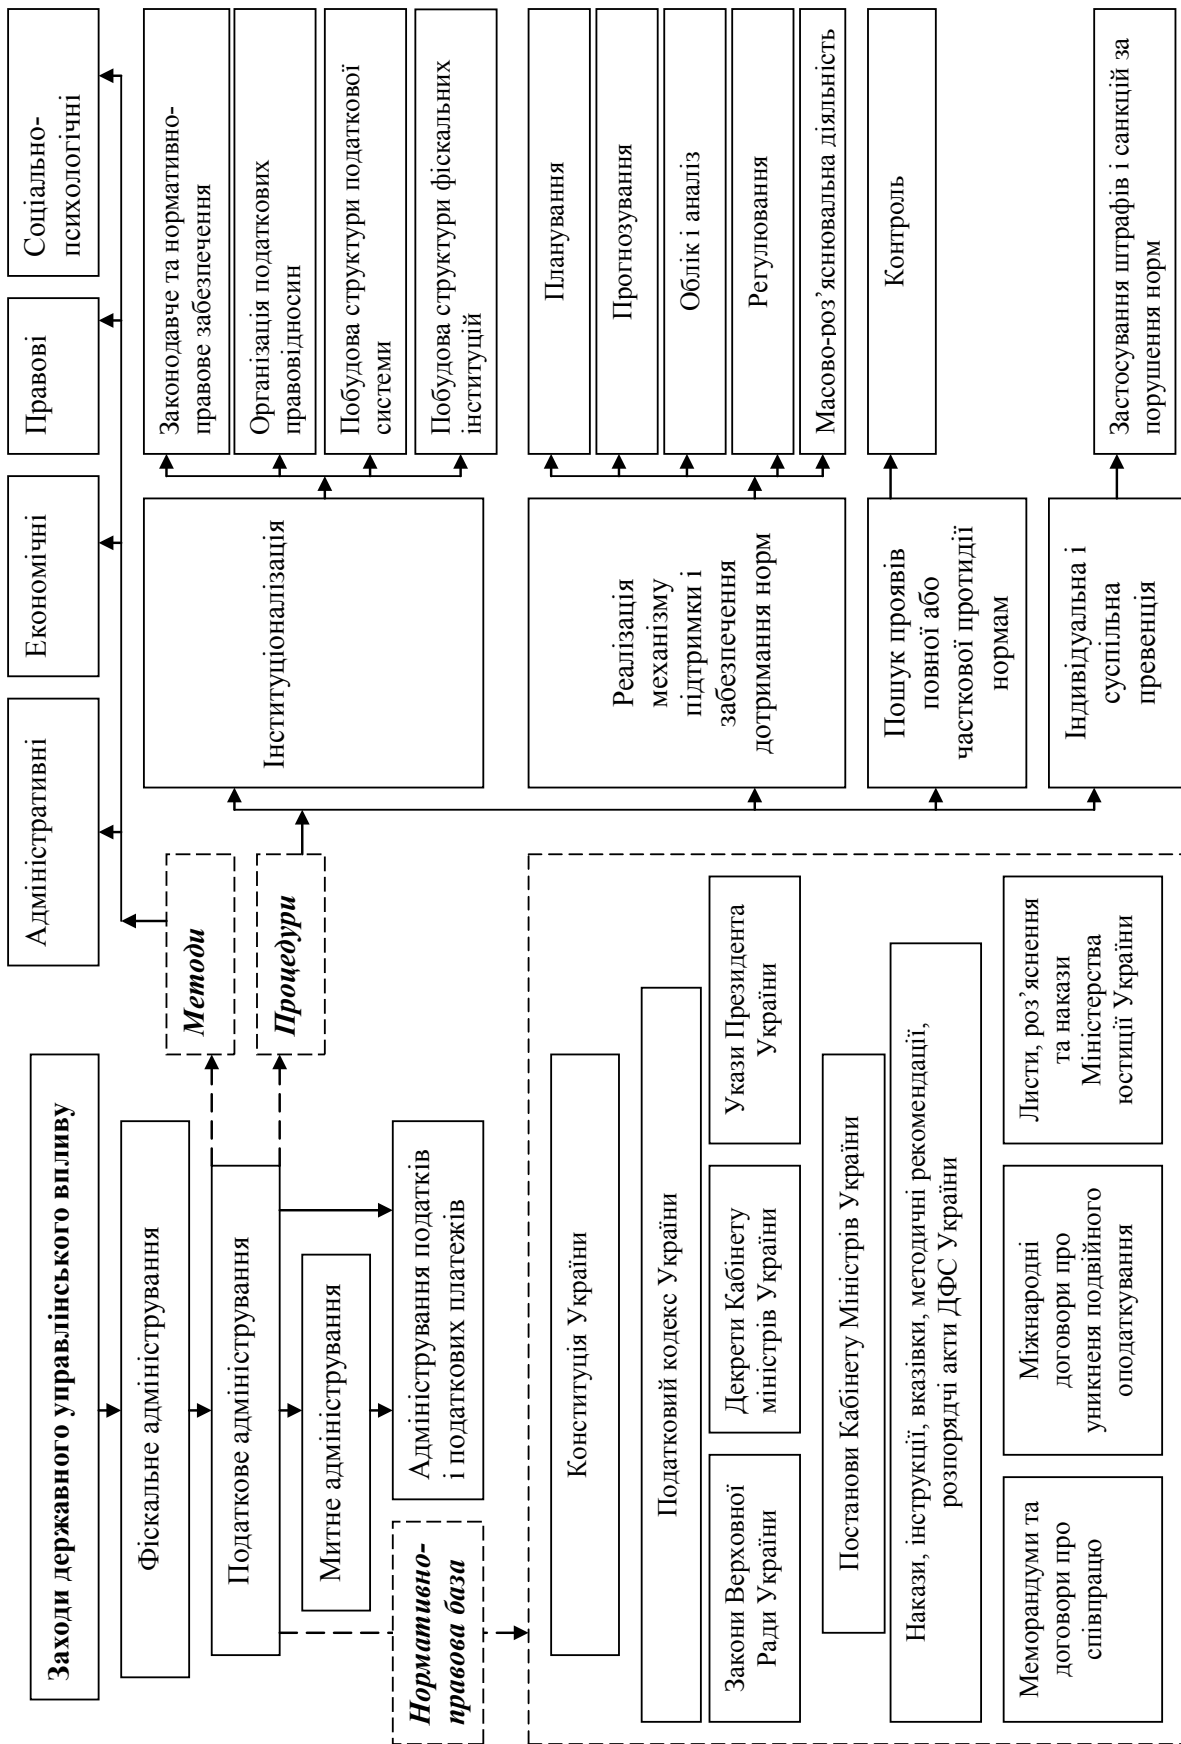 Заходи державного управлінського впливу
Фіскальне адміністрування
Податкове адміністрування
Митне адміністрування
Адміністрування податків
і податкових платежів
Нормативно-
правова база
Методи
Процедури
Адміністративні
Економічні
Правові
Соціально-
психологічні
Інституціоналізація
Законодавче та нормативно-
правове забезпечення
Організація податкових
правовідносин
Побудова структури податкової
системи
Побудова структури фіскальних
інституцій
Реалізація
механізму
підтримки і
забезпечення
дотримання норм
Планування
Прогнозування
Облік і аналіз
Регулювання
Масово-роз’яснювальна діяльність
Пошук проявів
повної або
часткової протидії
нормам
Контроль
Індивідуальна і
суспільна
превенція
Застосування штрафів і санкцій за
порушення норм
Конституція України
Податковий кодекс України
Закони Верховної
Ради України
Декрети Кабінету
міністрів України
Укази Президента
України
Постанови Кабінету Міністрів України
Накази, інструкції, вказівки, методичні рекомендації,
розпорядчі акти ДФС України
Меморандуми та
договори про
співпрацю
Міжнародні
договори про
уникненя подвійного
оподаткування
Листи, роз’яснення
та накази
Міністерства
юстиції України